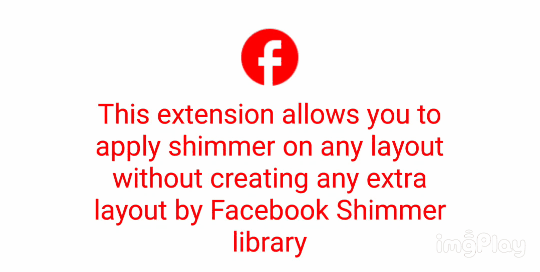 This extension allows you to
apply shimmer on any layout
without creating any extra
layout by Facebook Shimmer
library
imgPlay